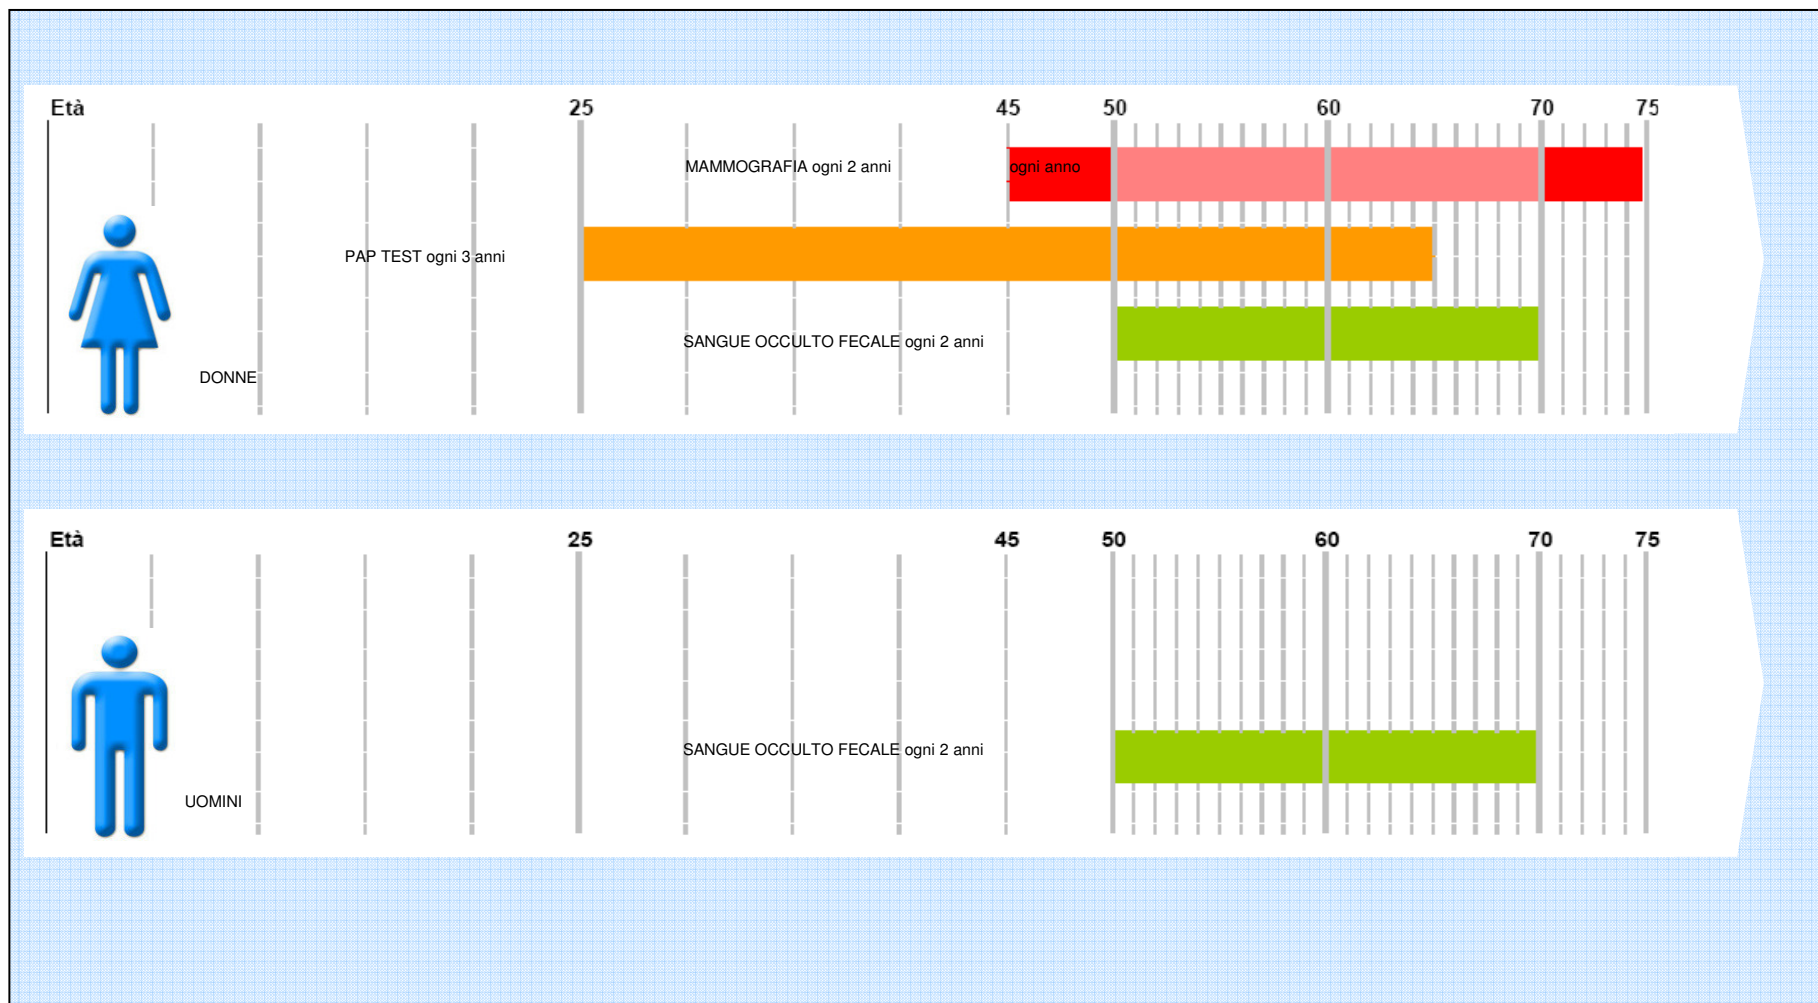 Età 25 45 50 60 70 75
MAMMOGRAFIA ogni 2 anni ogni anno
PAP TEST ogni 3 anni
SANGUE OCCULTO FECALE ogni 2 anni
DONNE
Età 25 45 50 60 70 75
SANGUE OCCULTO FECALE ogni 2 anni
UOMINI